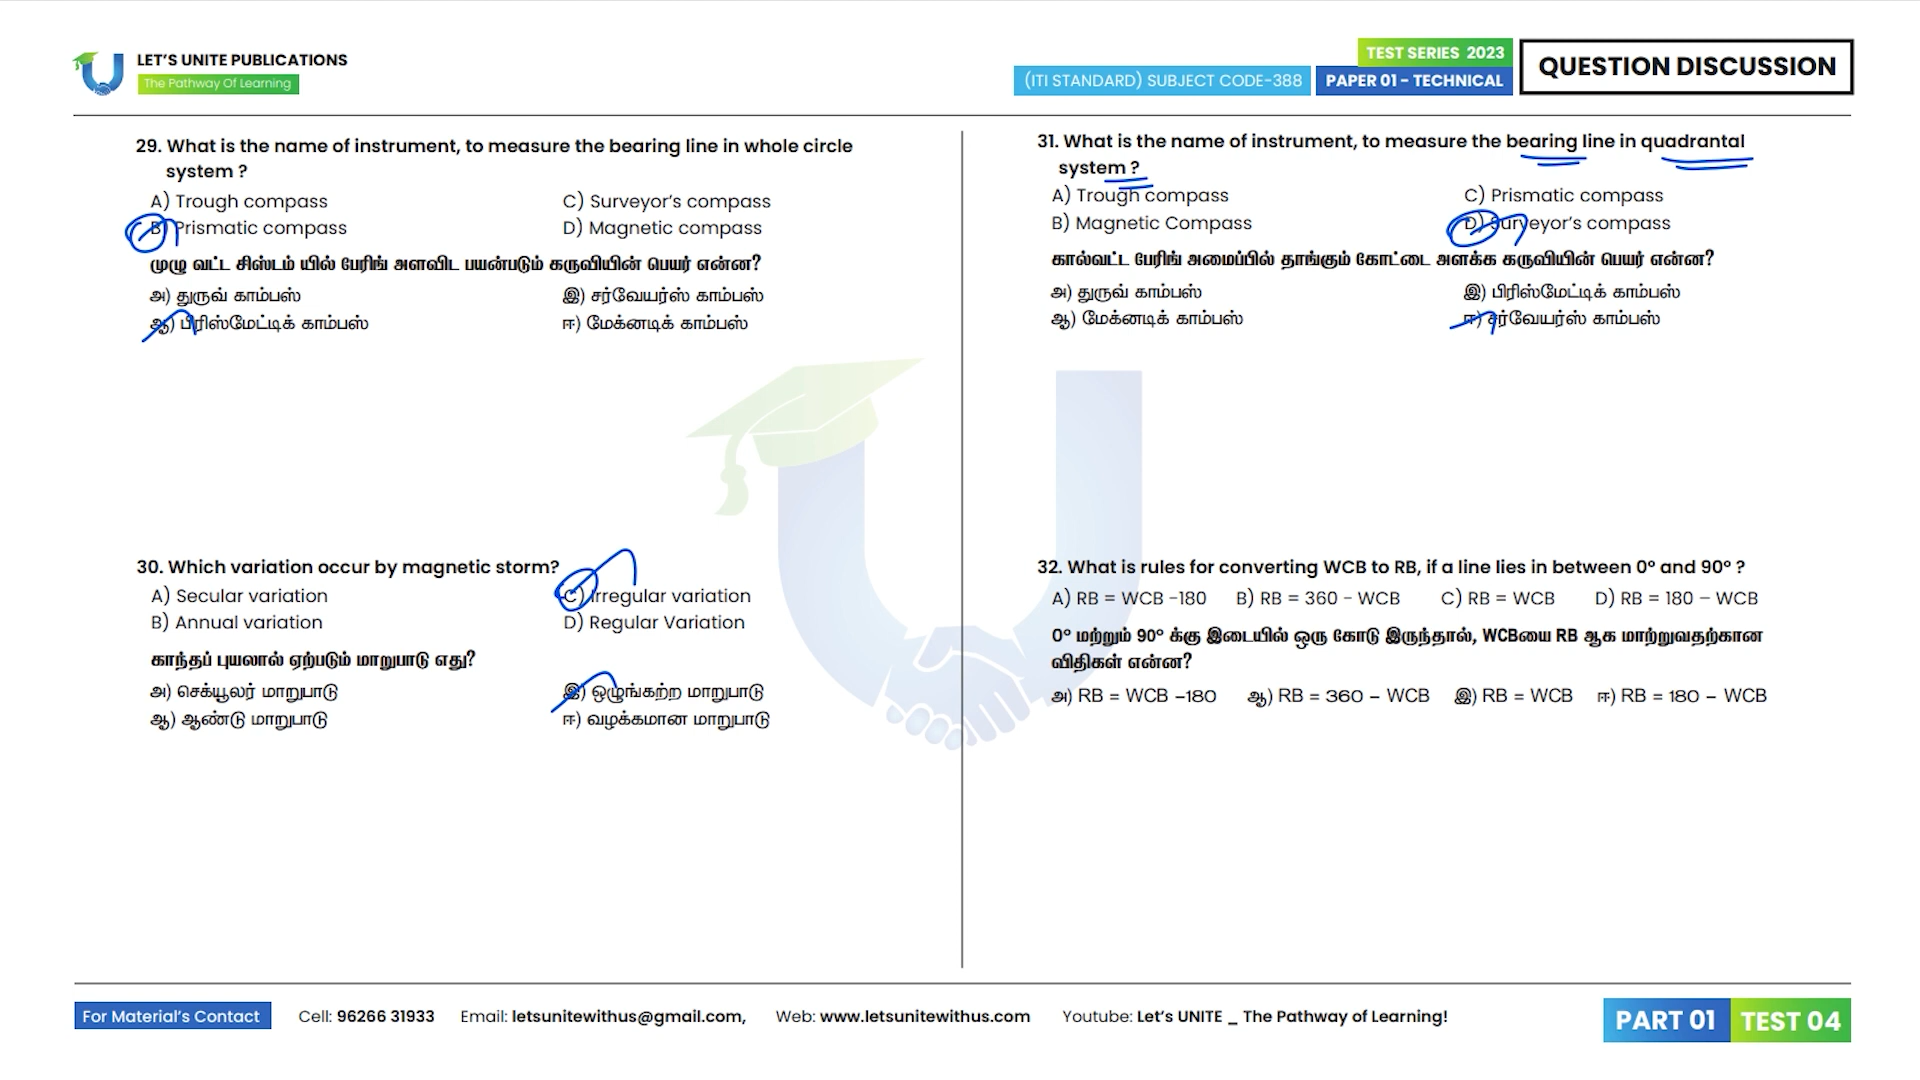 LET'S UNITE PUBLICATIONS
The Pathway Of Learning
TEST SERIES 2023
(ITI STANDARD) SUBJECT CODE-388
PAPER 01 - TECHNICAL
QUESTION DISCUSSION
29. What is the name of instrument, to measure the bearing line in whole circle
system ?
A) Trough compass C) Surveyor's compass
B) Prismatic compass D) Magnetic compass
முழு வட்ட சிஸ்டம் யில் பேரிங் அளவிட பயன்படும் கருவியின் பெயர் என்ன?
அ) துருவ் காம்பஸ் இ) சர்வேயர்ஸ் காம்பஸ்
ஆ) பிரிஸ்மேட்டிக் காம்பஸ் ஈ) மேக்னடிக் காம்பஸ்
30. Which variation occur by magnetic storm?
A) Secular variation C) Irregular variation
B) Annual variation D) Regular Variation
காந்தப் புயலால் ஏற்படும் மாறுபாடு எது?
அ) செக்யூலர் மாறுபாடு இ) ஒழுங்கற்ற மாறுபாடு
ஆ) ஆண்டு மாறுபாடு ஈ) வழக்கமான மாறுபாடு
31. What is the name of instrument, to measure the bearing line in quadrantal
system ?
A) Trough compass C) Prismatic compass
B) Magnetic Compass D) Surveyor's compass
கால்வட்ட பேரிங் அமைப்பில் தாங்கும் கோட்டை அளக்க கருவியின் பெயர் என்ன?
அ) துருவ் காம்பஸ் இ) பிரிஸ்மேட்டிக் காம்பஸ்
ஆ) மேக்னடிக் காம்பஸ் ஈ) சர்வேயர்ஸ் காம்பஸ்
32. What is rules for converting WCB to RB, if a line lies in between 0° and 90° ?
A) RB = WCB -180 B) RB = 360 - WCB C) RB = WCB D) RB = 180 – WCB
0° மற்றும் 90° க்கு இடையில் ஒரு கோடு இருந்தால், WCBயை RB ஆக மாற்றுவதற்கான
விதிகள் என்ன?
அ) RB = WCB -180 ஆ) RB = 360 – WCB இ) RB = WCB ஈ) RB = 180 – WCB
For Material's Contact Cell: 96266 31933 Email: letsunitewithus@gmail.com, Web: www.letsunitewithus.com Youtube: Let's UNITE _ The Pathway of Learning!
PART 01 TEST 04